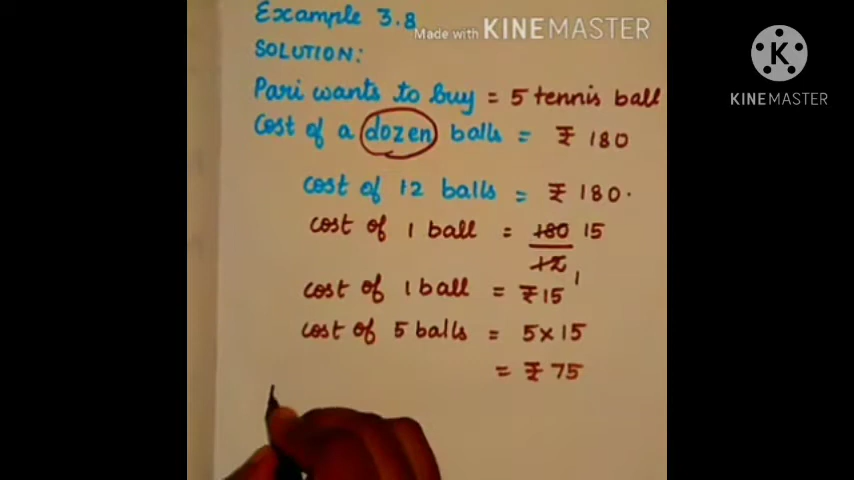 Example 3.8
Made with KINEMASTER
SOLUTION:
Pari wants to buy = 5 tennis ball
Cost of a dozen balls = ₹ 180
cost of 12 balls = ₹ 180.
cost of 1 ball = 180 15
12 1
cost of 1 ball = ₹15
cost of 5 balls = 5×15
= ₹ 75
K
KINEMASTER